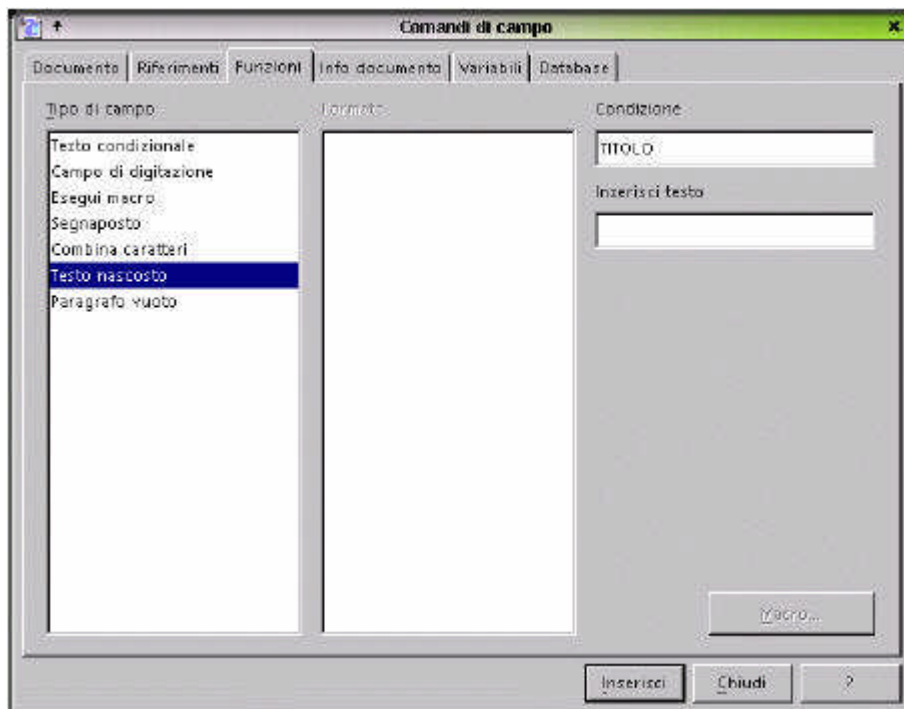 Comandi di campo
Documento Riferimenti Funzioni Info documento Variabili Database
Tipo di campo Formato Condizione
Testo condizionale
Campo di digitazione
Esegui macro
Segnaposto
Combina caratteri
Testo nascosto
Paragrafo vuoto
TITOLO
Inserisci testo
Macro...
Inserisci Chiudi ?